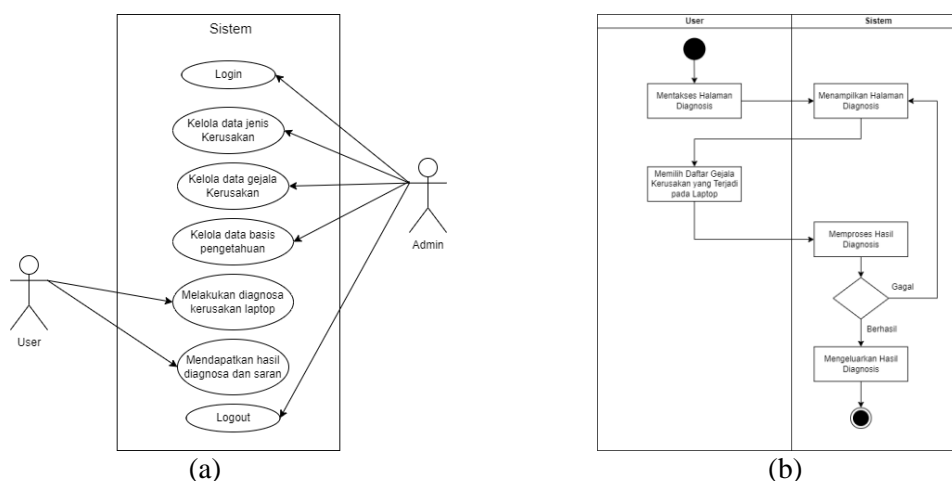 Sistem
Login
Kelola data jenis
Kerusakan
Kelola data gejala
Kerusakan
Kelola data basis
pengetahuan
Melakukan diagnosa
kerusakan laptop
Mendapatkan hasil
diagnosa dan saran
Logout
User
Admin
(a)
User
Sistem
Mentakses Halaman
Diagnosis
Menampilkan Halaman
Diagnosis
Memilih Daftar Gejala
Kerusakan yang Terjadi
pada Laptop
Memproses Hasil
Diagnosis
Gagal
Berhasil
Mengeluarkan Hasil
Diagnosis
(b)